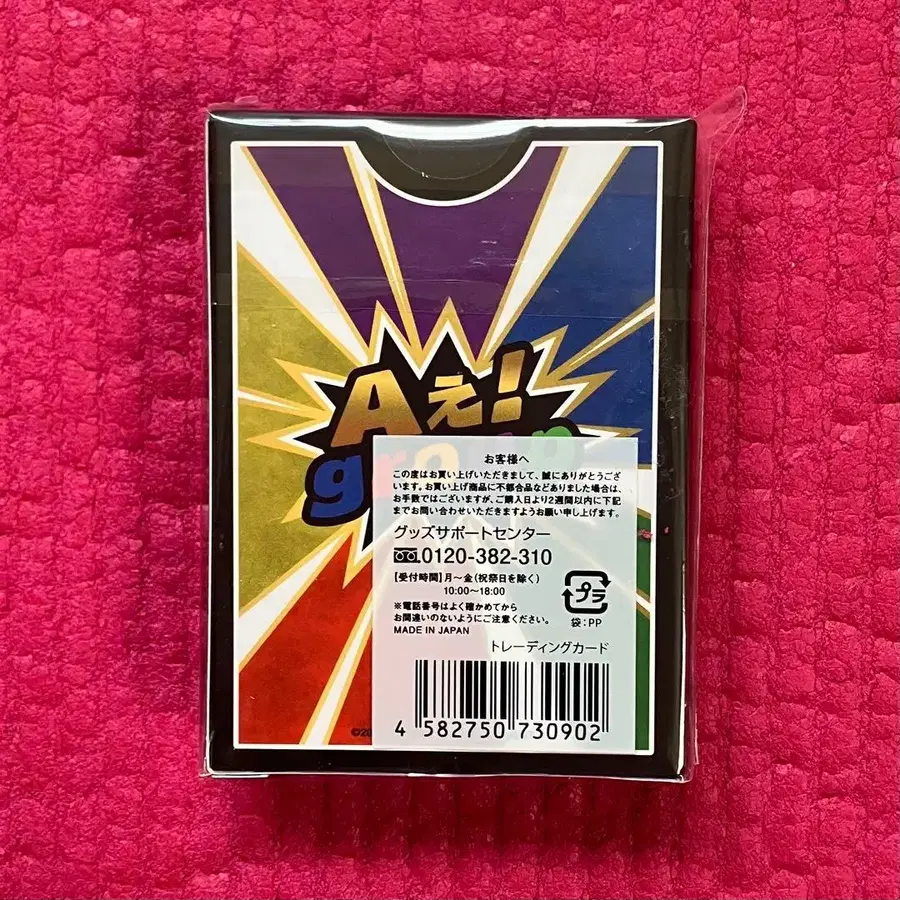 Aぇ!
group
お客様へ
この度はお買い上げいただきまして、誠にありがとうござ
います。お買い上げ商品に不都合品などありました場合は、
お手数ではございますが、ご購入日より2週間以内に下記
までお問い合わせいただきますようお願い申し上げます。
グッズサポートセンター
0120-382-310
【受付時間】月〜金(祝祭日を除く)
10:00〜18:00
※電話番号はよく確かめてから
お間違いのないようにご注意ください。
MADE IN JAPAN
プラ
袋:PP
トレーディングカード
4 582750 730902
©20